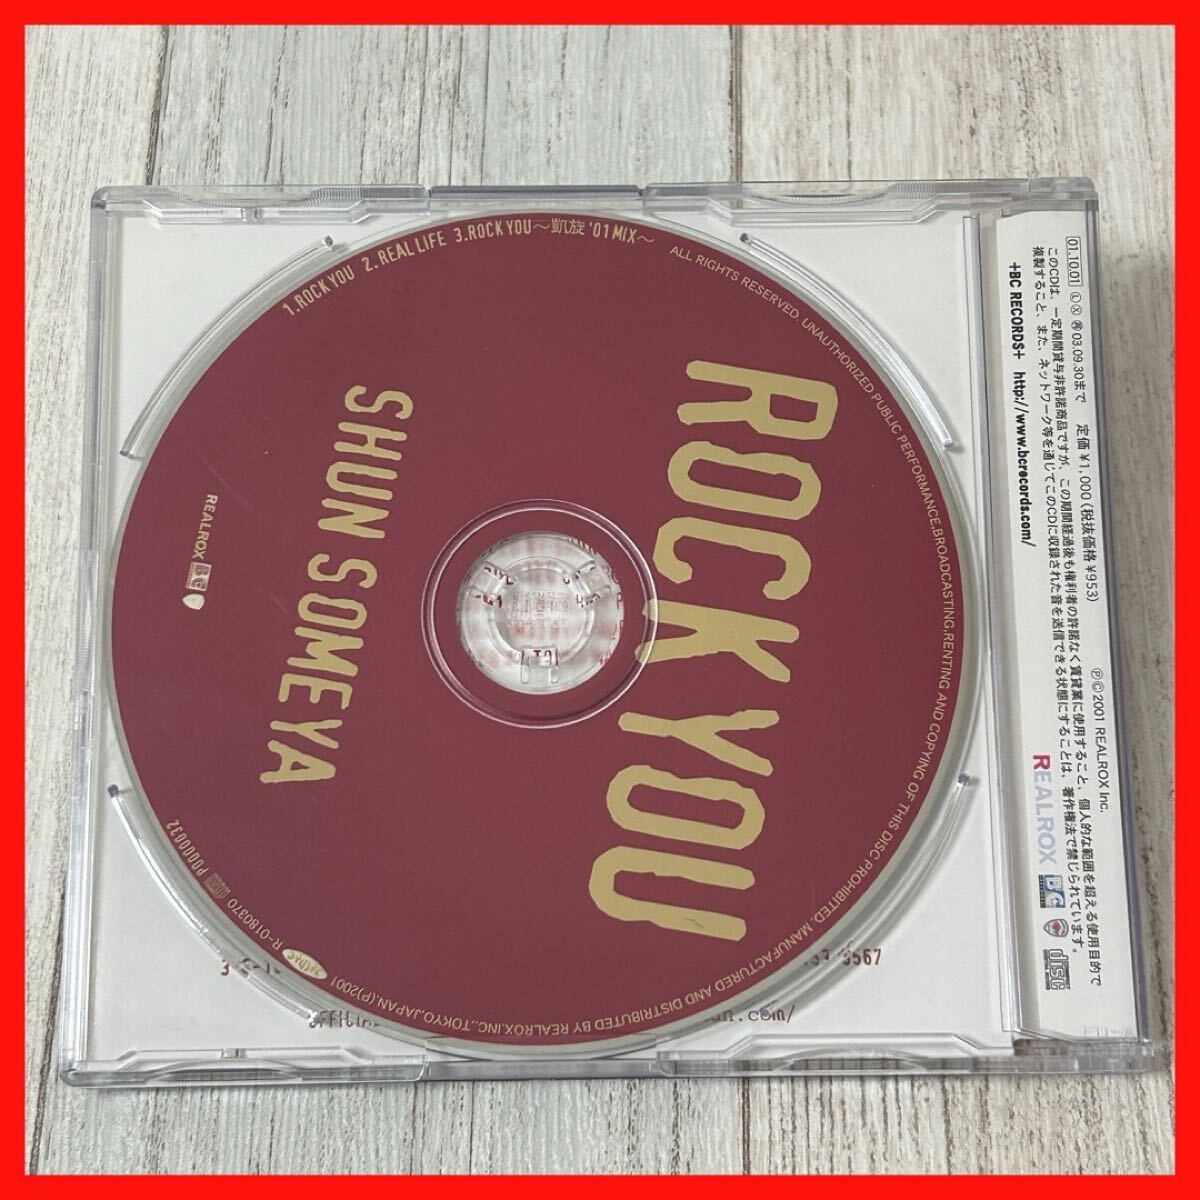 1.ROCK YOU 2.REAL LIFE 3.ROCK YOU～凱旋 '01 MIX～
ALL RIGHTS RESERVED. UNAUTHORIZED PUBLIC PERFORMANCE,BROADCASTING,RENTING AND COPYING OF THIS DISC PROHIBITED. MANUFACTURED AND DISTRIBUTED BY REALROX.INC.,TOKYO,JAPAN,(P)2001
ROCK YOU
SHUN SOMEYA
REALROX BC
R-0180370
P00000032
567
.com/
01.10.01 Ⓛ Ⓧ 03.09.30まで 定価¥1,000(税抜価格¥953) ⓅⒸ2001 REALROX Inc.
このCDは、一定期間貸与非許諾商品ですが、この期間経過後も権利者の許諾なく賃貸業に使用すること、個人的な範囲を超える使用目的で
複製すること、また、ネットワーク等を通じてこのCDに収録された音を送信できる状態にすることは、著作権法で禁じられています。
+BC RECORDS+ http://www.bcrecords.com/
REALROX BC
disc